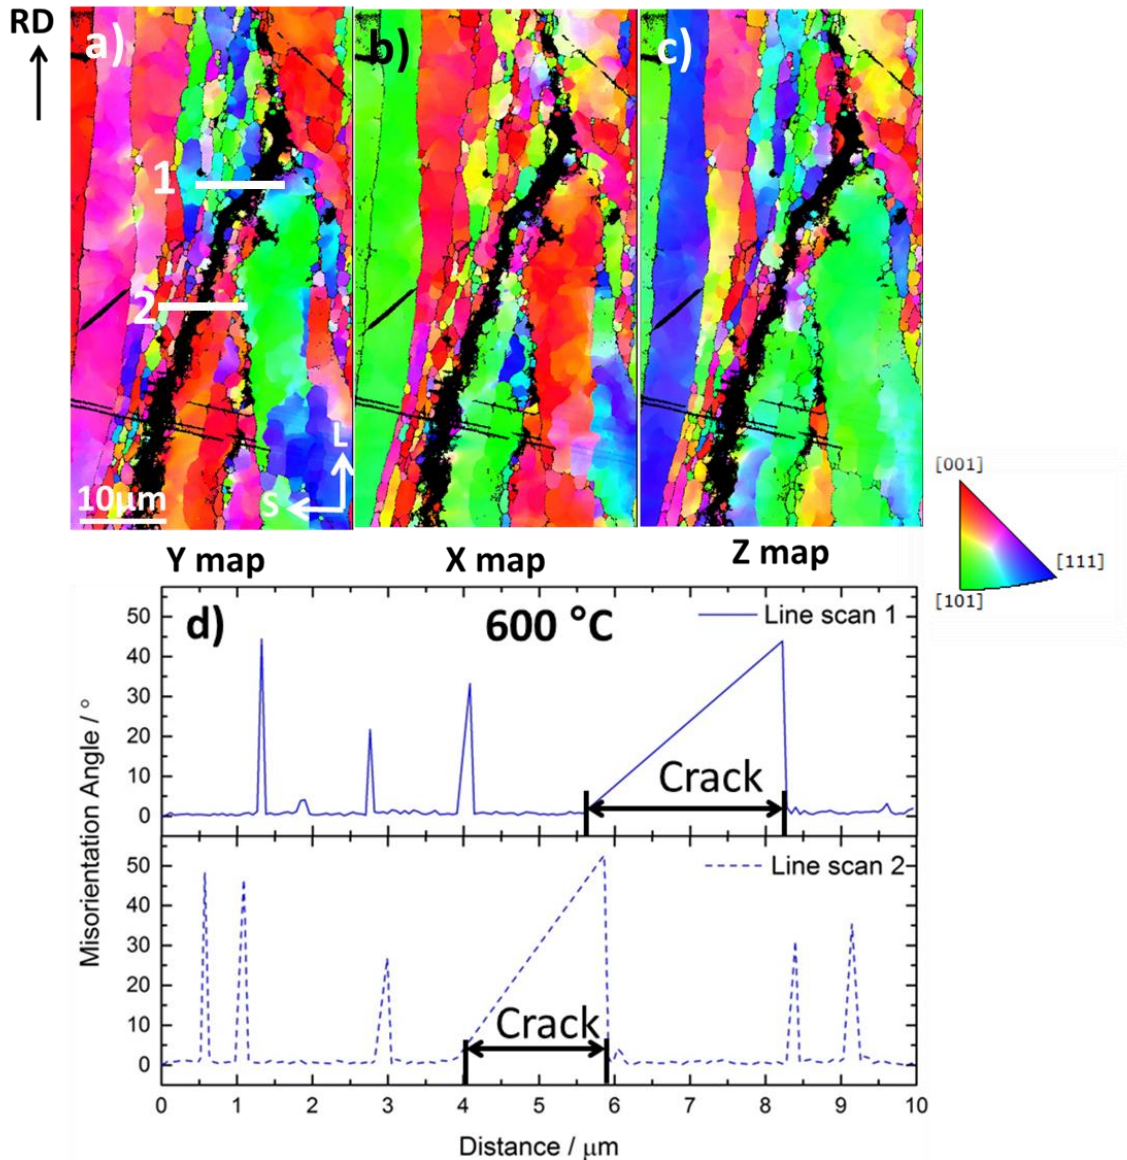 RD
a)
b)
c)
1
2
L
S
10μm
[001]
[111]
[101]
Y map
X map
Z map
d)
600 °C
Line scan 1
50
40
30
20
10
0
Crack
Misorientation Angle / °
Line scan 2
50
40
30
20
10
0
Crack
0 1 2 3 4 5 6 7 8 9 10
Distance / μm